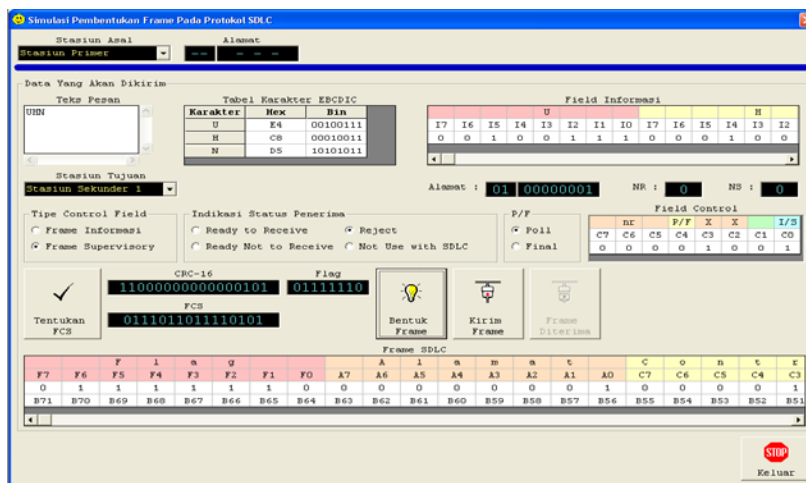 Simulasi Pembentukan Frame Pada Protokol SDLC
Stasiun Asal Alamat
Stasiun Primer -- - - -
Data Yang Akan Dikirim
Teks Pesan Tabel Karakter EBCDIC Field Informasi
UHN
Karakter Hex Bin
U E4 00100111
H C8 00010011
N D5 10101011
U H
I7 I6 I5 I4 I3 I2 I1 I0 I7 I6 I5 I4 I3 I2
0 0 1 0 0 1 1 1 0 0 0 1 0 0
Stasiun Tujuan
Stasiun Sekunder 1
Alamat : 01 00000001 NR : 0 NS : 0
Tipe Control Field
Frame Informasi
Frame Supervisory
Indikasi Status Penerima
Ready to Receive Reject
Ready Not to Receive Not Use with SDLC
P/F
Poll
Final
Field Control
nr P/F X X I/S
C7 C6 C5 C4 C3 C2 C1 C0
0 0 0 0 1 0 0 1
Tentukan FCS
CRC-16 Flag
11000000000000101 01111110
FCS
0111011011110101
Bentuk Frame
Kirim Frame
Frame Diterima
Frame SDLC
F l a g A l a m a t C o n t r
F7 F6 F5 F4 F3 F2 F1 F0 A7 A6 A5 A4 A3 A2 A1 A0 C7 C6 C5 C4 C3
0 1 1 1 1 1 1 0 0 0 0 0 0 0 0 1 0 0 0 0 1
B71 B70 B69 B68 B67 B66 B65 B64 B63 B62 B61 B60 B59 B58 B57 B56 B55 B54 B53 B52 B51
STOP
Keluar